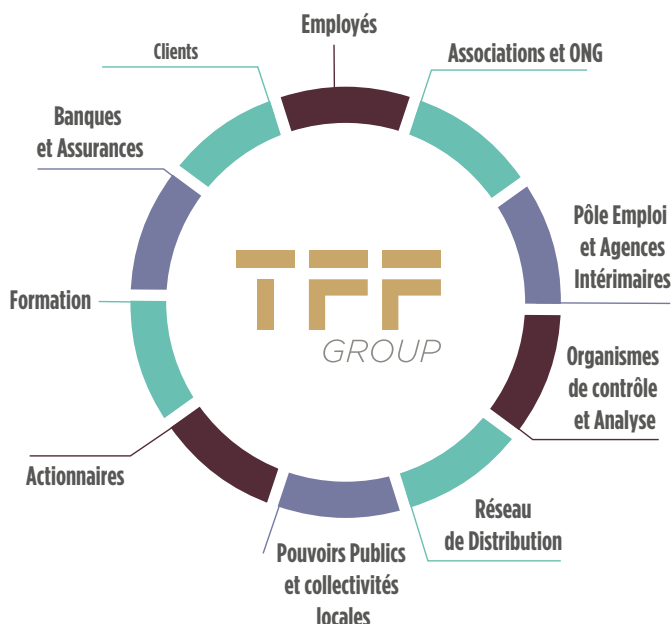 Employés
Associations et ONG
Pôle Emploi
et Agences
Intérimaires
Organismes
de contrôle
et Analyse
Réseau
de Distribution
Pouvoirs Publics
et collectivités
locales
Actionnaires
Formation
Banques
et Assurances
Clients
TFF
GROUP